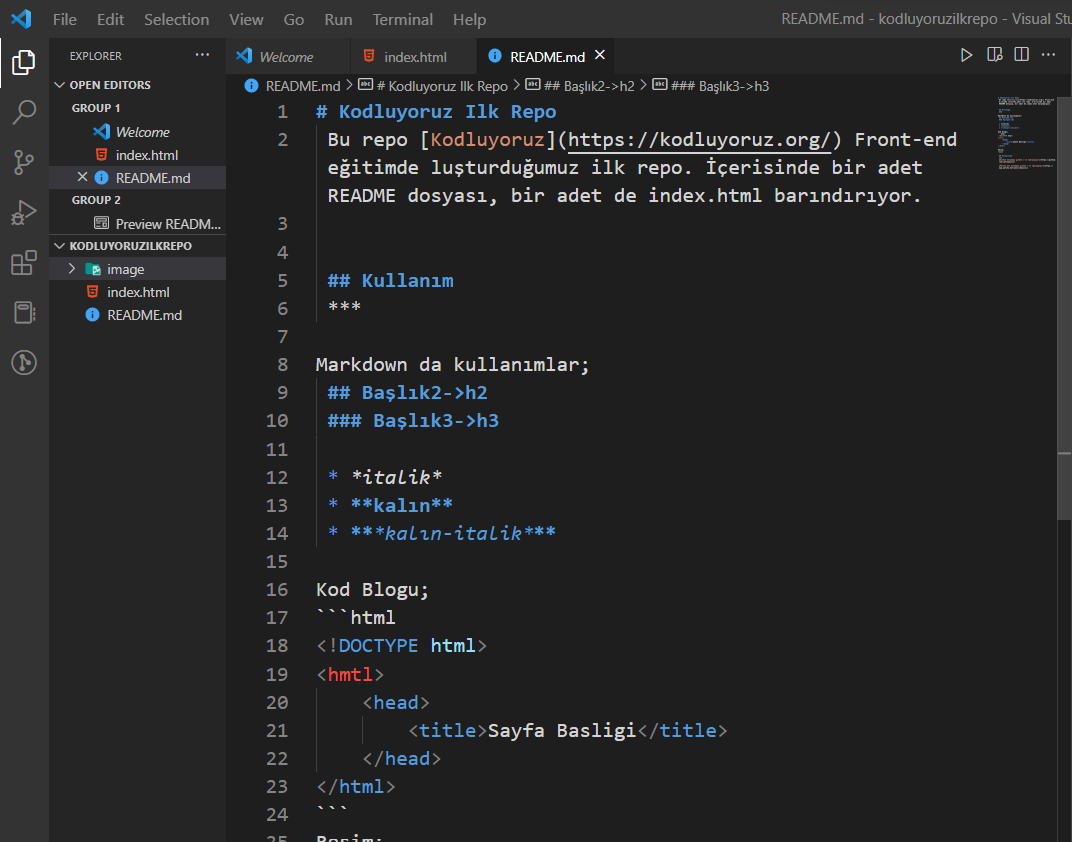 File Edit Selection View Go Run Terminal Help README.md - kodluyoruzilkrepo - Visual Stu
EXPLORER ...
OPEN EDITORS
GROUP 1
Welcome
index.html
README.md
GROUP 2
Preview READM...
KODLUYORUZILKREPO
image
index.html
README.md
Welcome index.html README.md
README.md > # Kodluyoruz Ilk Repo > ## Başlık2->h2 > ### Başlık3->h3
1 # Kodluyoruz Ilk Repo
2 Bu repo [Kodluyoruz](https://kodluyoruz.org/) Front-end
eğitimde luşturduğumuz ilk repo. İçerisinde bir adet
README dosyası, bir adet de index.html barındırıyor.
3
4
5 ## Kullanım
6 ***
7
8 Markdown da kullanımlar;
9 ## Başlık2->h2
10 ### Başlık3->h3
11
12 * *italik*
13 * **kalın**
14 * ***kalın-italik***
15
16 Kod Blogu;
17 ```html
18 <!DOCTYPE html>
19 <hmtl>
20 <head>
21 <title>Sayfa Basligi</title>
22 </head>
23 </html>
24 ```
25 Resim;